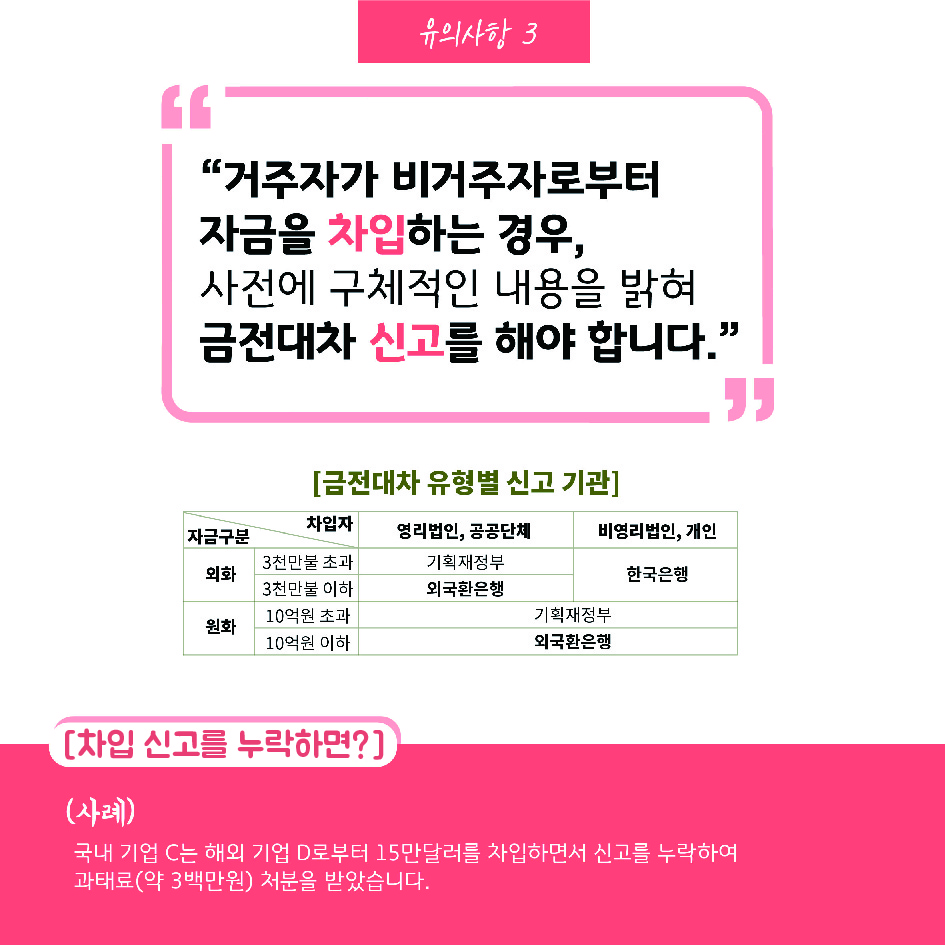 유의사항 3
“거주자가 비거주자로부터
자금을 차입하는 경우,
사전에 구체적인 내용을 밝혀
금전대차 신고를 해야 합니다.”
[금전대차 유형별 신고 기관]
자금구분 차입자 영리법인, 공공단체 비영리법인, 개인
외화 3천만불 초과 기획재정부 한국은행
3천만불 이하 외국환은행
원화 10억원 초과 기획재정부
10억원 이하 외국환은행
[차입 신고를 누락하면?]
(사례)
국내 기업 C는 해외 기업 D로부터 15만달러를 차입하면서 신고를 누락하여
과태료(약 3백만원) 처분을 받았습니다.